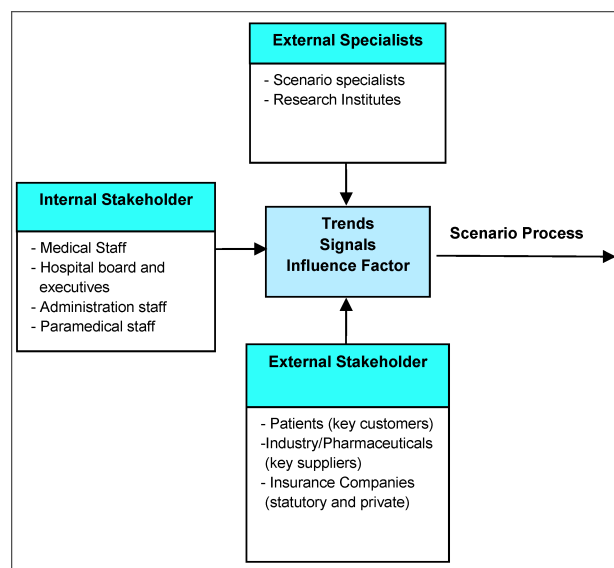 External Specialists
- Scenario specialists
- Research Institutes
Internal Stakeholder
- Medical Staff
- Hospital board and
executives
- Administration staff
- Paramedical staff
Trends
Signals
Influence Factor
Scenario Process
External Stakeholder
- Patients (key customers)
-Industry/Pharmaceuticals
(key suppliers)
- Insurance Companies
(statutory and private)